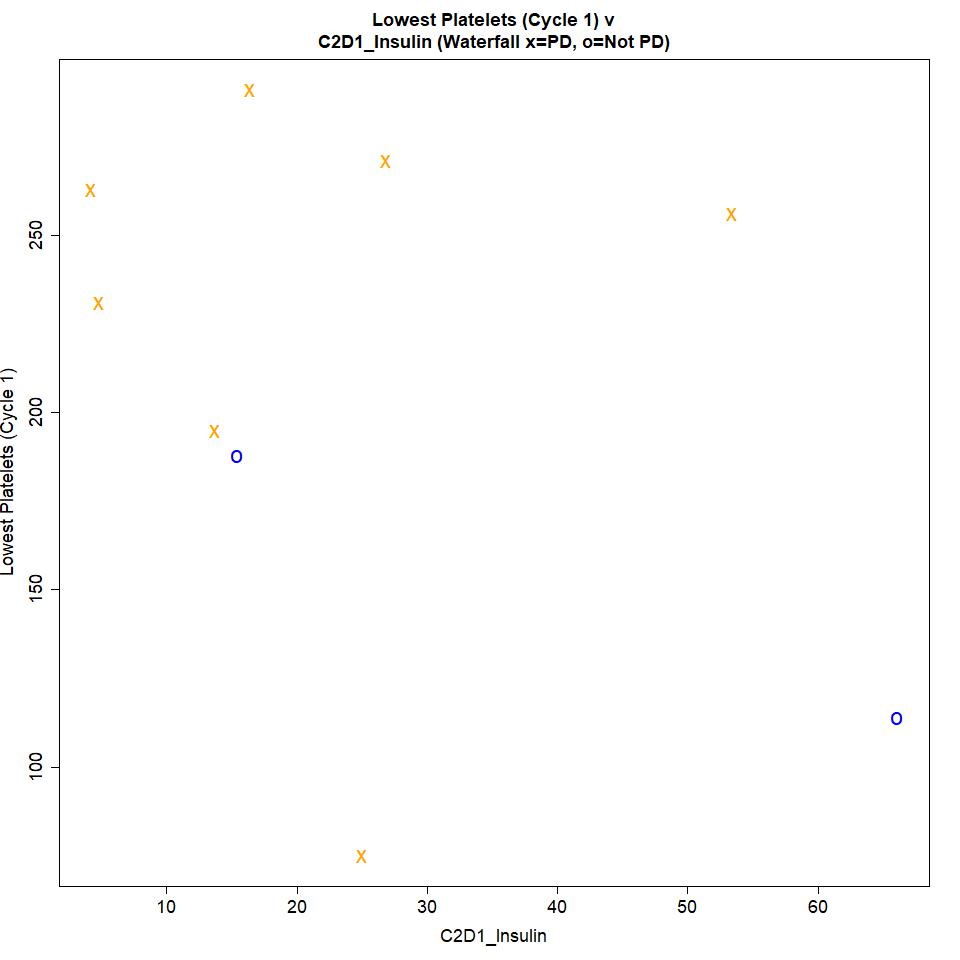 Lowest Platelets (Cycle 1) v
C2D1_Insulin (Waterfall x=PD, o=Not PD)
X
X
X
X
X
X
O
O
X
250
200
150
100
Lowest Platelets (Cycle 1)
10 20 30 40 50 60
C2D1_Insulin